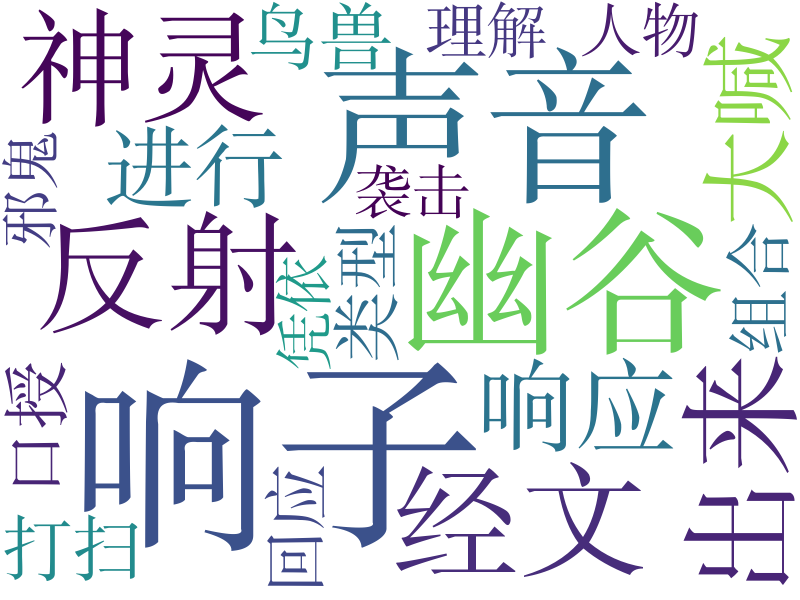 神灵
鸟兽
理解
人物
声音
大喊
进行
邪鬼
袭击
反射
幽谷
凭依
类型
组合
响子
响应
出来
口授
回应
经文
打扫